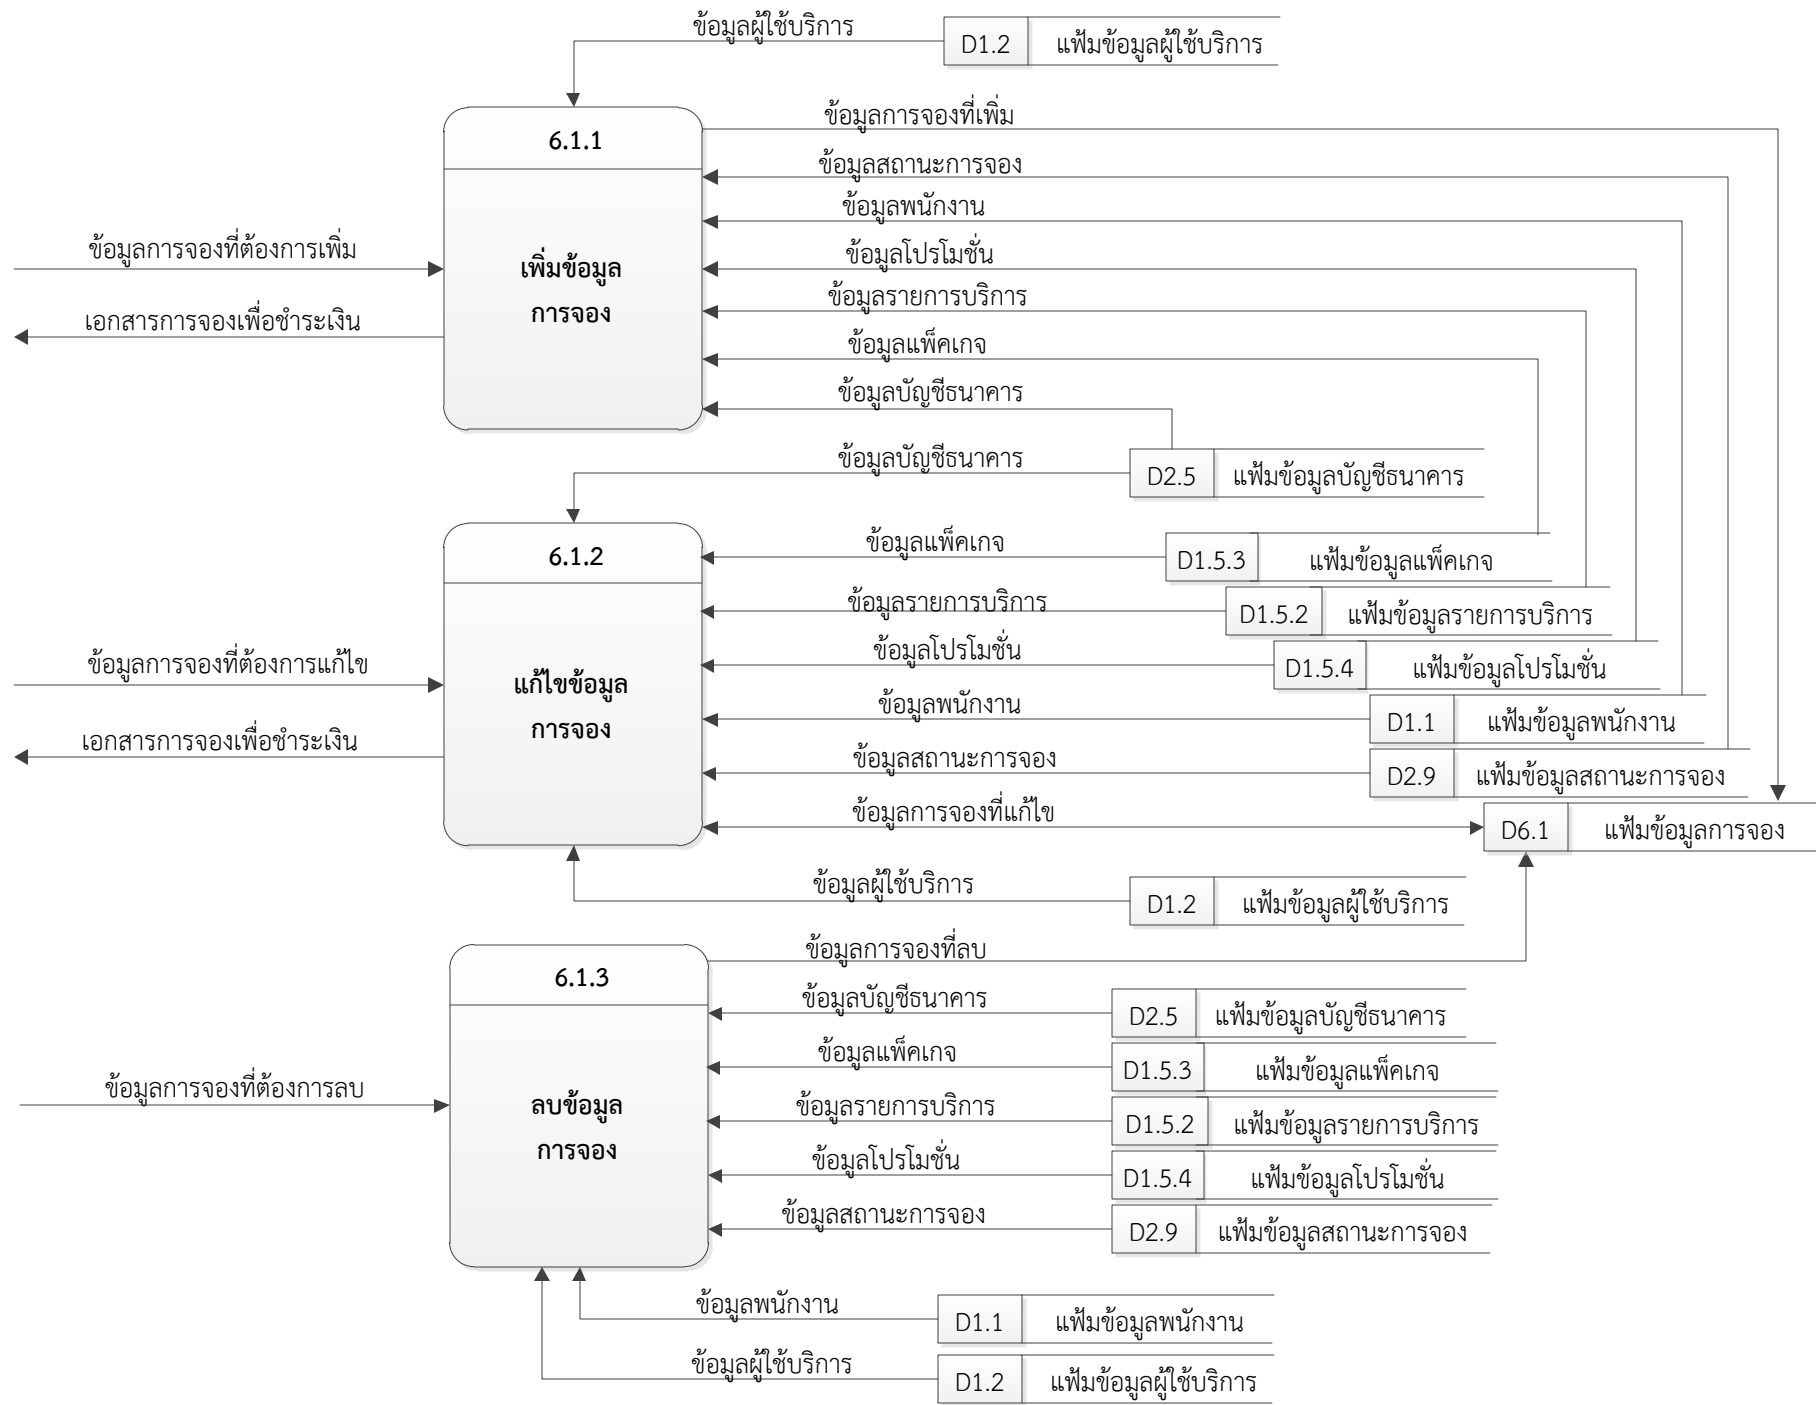 ข้อมูลผู้ใช้บริการ
D1.2 แฟ้มข้อมูลผู้ใช้บริการ
6.1.1
ข้อมูลการจองที่เพิ่ม
ข้อมูลสถานะการจอง
ข้อมูลพนักงาน
ข้อมูลการจองที่ต้องการเพิ่ม
เพิ่มข้อมูล
การจอง
ข้อมูลโปรโมชั่น
ข้อมูลรายการบริการ
เอกสารการจองเพื่อชำระเงิน
ข้อมูลแพ็คเกจ
ข้อมูลบัญชีธนาคาร
ข้อมูลบัญชีธนาคาร
D2.5 แฟ้มข้อมูลบัญชีธนาคาร
6.1.2
ข้อมูลแพ็คเกจ
D1.5.3 แฟ้มข้อมูลแพ็คเกจ
ข้อมูลรายการบริการ
D1.5.2 แฟ้มข้อมูลรายการบริการ
ข้อมูลการจองที่ต้องการแก้ไข
แก้ไขข้อมูล
การจอง
ข้อมูลโปรโมชั่น
D1.5.4 แฟ้มข้อมูลโปรโมชั่น
ข้อมูลพนักงาน
D1.1 แฟ้มข้อมูลพนักงาน
เอกสารการจองเพื่อชำระเงิน
ข้อมูลสถานะการจอง
D2.9 แฟ้มข้อมูลสถานะการจอง
ข้อมูลการจองที่แก้ไข
D6.1 แฟ้มข้อมูลการจอง
ข้อมูลผู้ใช้บริการ
D1.2 แฟ้มข้อมูลผู้ใช้บริการ
ข้อมูลการจองที่ลบ
6.1.3
ข้อมูลบัญชีธนาคาร
D2.5 แฟ้มข้อมูลบัญชีธนาคาร
ข้อมูลแพ็คเกจ
D1.5.3 แฟ้มข้อมูลแพ็คเกจ
ข้อมูลการจองที่ต้องการลบ
ลบข้อมูล
การจอง
ข้อมูลรายการบริการ
D1.5.2 แฟ้มข้อมูลรายการบริการ
ข้อมูลโปรโมชั่น
D1.5.4 แฟ้มข้อมูลโปรโมชั่น
ข้อมูลสถานะการจอง
D2.9 แฟ้มข้อมูลสถานะการจอง
ข้อมูลพนักงาน
D1.1 แฟ้มข้อมูลพนักงาน
ข้อมูลผู้ใช้บริการ
D1.2 แฟ้มข้อมูลผู้ใช้บริการ